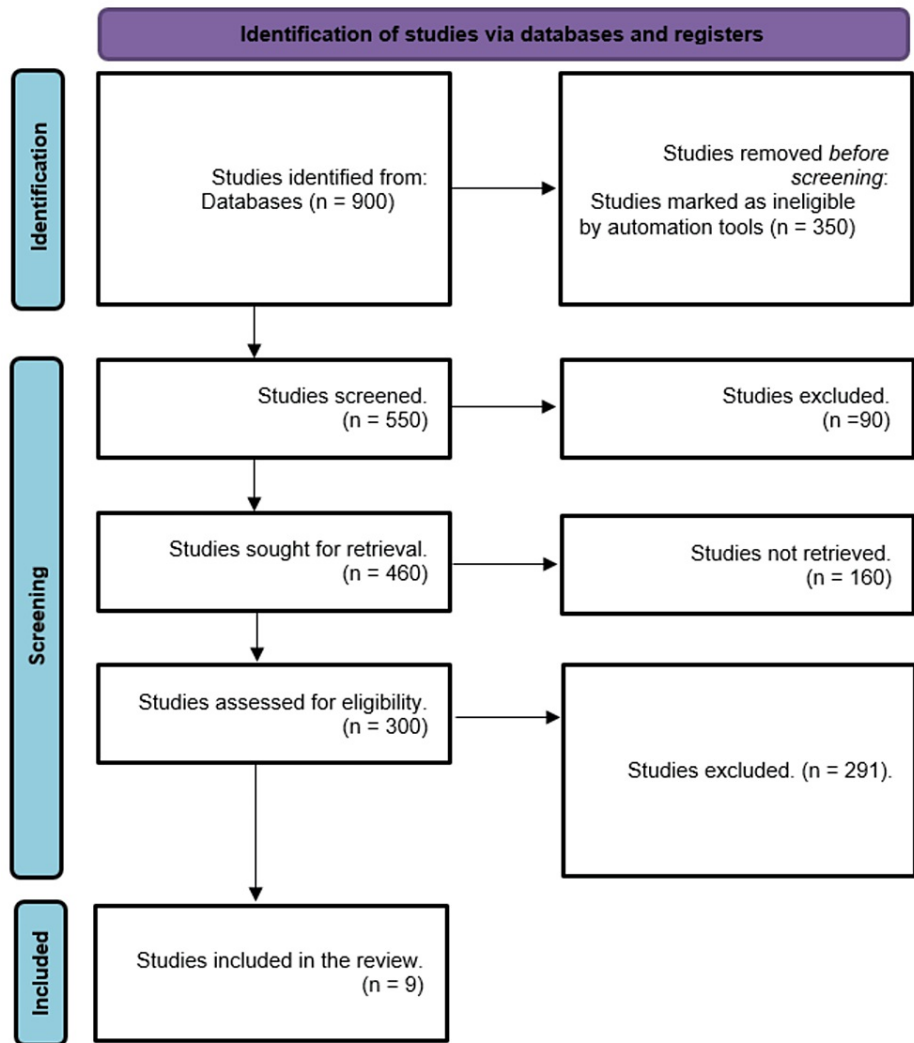 Identification of studies via databases and registers
Identification
Studies identified from:
Databases (n = 900)
Studies removed before
screening:
Studies marked as ineligible
by automation tools (n = 350)
Screening
Studies screened.
(n = 550)
Studies excluded.
(n =90)
Studies sought for retrieval.
(n = 460)
Studies not retrieved.
(n = 160)
Studies assessed for eligibility.
(n = 300)
Studies excluded. (n = 291).
Included
Studies included in the review.
(n = 9)